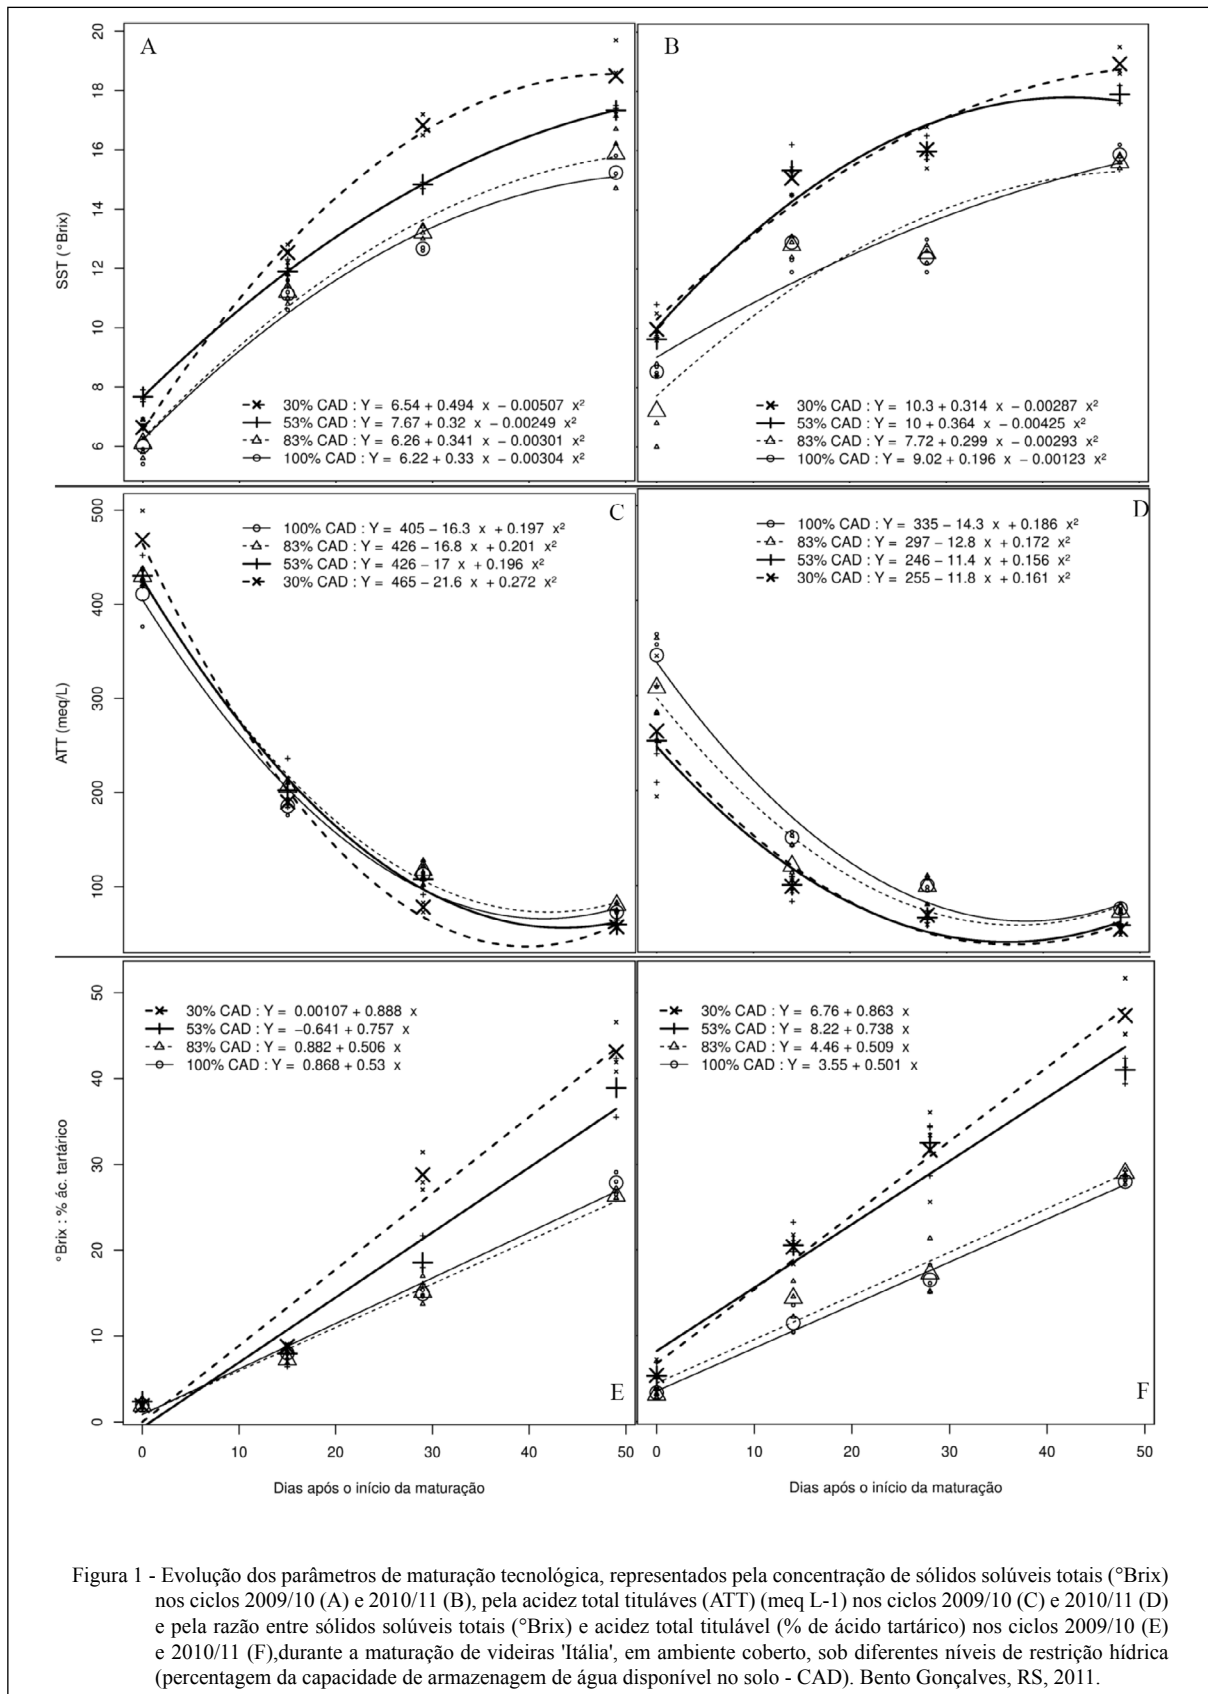 A
B
SST (°Brix)
20
18
16
14
12
10
8
6
30% CAD : Y = 6.54 + 0.494 x − 0.00507 x²
53% CAD : Y = 7.67 + 0.32 x − 0.00249 x²
83% CAD : Y = 6.26 + 0.341 x − 0.00301 x²
100% CAD : Y = 6.22 + 0.33 x − 0.00304 x²
30% CAD : Y = 10.3 + 0.314 x − 0.00287 x²
53% CAD : Y = 10 + 0.364 x − 0.00425 x²
83% CAD : Y = 7.72 + 0.299 x − 0.00293 x²
100% CAD : Y = 9.02 + 0.196 x − 0.00123 x²
C
D
ATT (meq/L)
500
400
300
200
100
100% CAD : Y = 405 − 16.3 x + 0.197 x²
83% CAD : Y = 426 − 16.8 x + 0.201 x²
53% CAD : Y = 426 − 17 x + 0.196 x²
30% CAD : Y = 465 − 21.6 x + 0.272 x²
100% CAD : Y = 335 − 14.3 x + 0.186 x²
83% CAD : Y = 297 − 12.8 x + 0.172 x²
53% CAD : Y = 246 − 11.4 x + 0.156 x²
30% CAD : Y = 255 − 11.8 x + 0.161 x²
°Brix : % ác. tartárico
50
40
30
20
10
0
30% CAD : Y = 0.00107 + 0.888 x
53% CAD : Y = −0.641 + 0.757 x
83% CAD : Y = 0.882 + 0.506 x
100% CAD : Y = 0.868 + 0.53 x
30% CAD : Y = 6.76 + 0.863 x
53% CAD : Y = 8.22 + 0.738 x
83% CAD : Y = 4.46 + 0.509 x
100% CAD : Y = 3.55 + 0.501 x
E
F
0 10 20 30 40 50
0 10 20 30 40 50
Dias após o início da maturação
Dias após o início da maturação
Figura 1 - Evolução dos parâmetros de maturação tecnológica, representados pela concentração de sólidos solúveis totais (°Brix)
nos ciclos 2009/10 (A) e 2010/11 (B), pela acidez total tituláves (ATT) (meq L-1) nos ciclos 2009/10 (C) e 2010/11 (D)
e pela razão entre sólidos solúveis totais (°Brix) e acidez total titulável (% de ácido tartárico) nos ciclos 2009/10 (E)
e 2010/11 (F),durante a maturação de videiras 'Itália', em ambiente coberto, sob diferentes níveis de restrição hídrica
(percentagem da capacidade de armazenagem de água disponível no solo - CAD). Bento Gonçalves, RS, 2011.